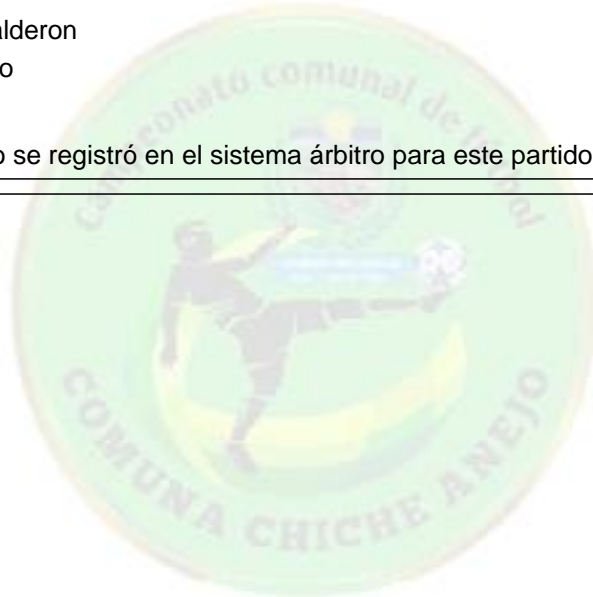 alderon
o
o se registró en el sistema árbitro para este partido
Campeonato comunal de fútbol
COMUNA CHICHE ANEJO